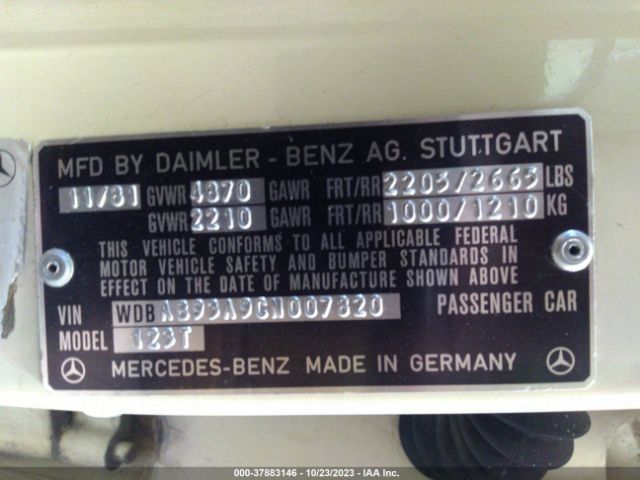 MFD BY DAIMLER - BENZ AG. STUTTGART
11/81 GVWR 4870 GAWR FRT/RR 2205/2665 LBS
GVWR 2210 GAWR FRT/RR 1000/1210 KG
THIS VEHICLE CONFORMS TO ALL APPLICABLE FEDERAL
MOTOR VEHICLE SAFETY AND BUMPER STANDARDS IN
EFFECT ON THE DATE OF MANUFACTURE SHOWN ABOVE
VIN WDB AB93A9CN007820 PASSENGER CAR
MODEL 123T
MERCEDES-BENZ MADE IN GERMANY
000-37883146 - 10/23/2023 - IAA Inc.